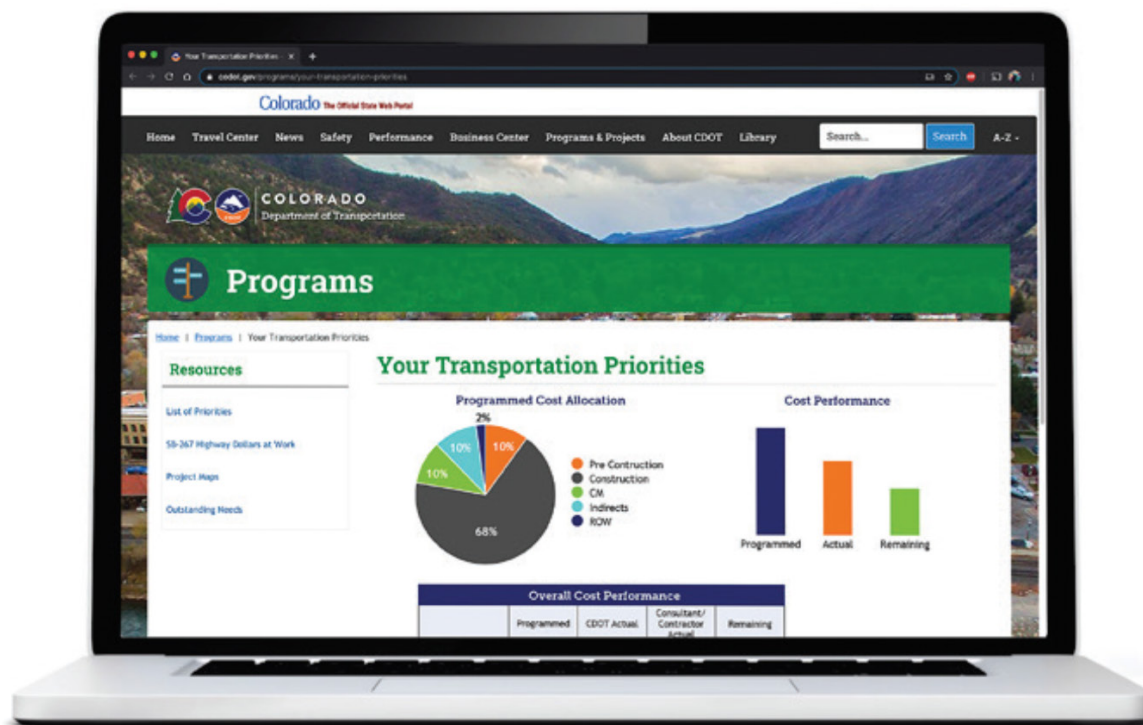 Your Transportation Priorities - X +
codot.gov/programs/your-transportation-priorities
Colorado The Official State Web Portal
Home Travel Center News Safety Performance Business Center Programs & Projects About CDOT Library Search... Search A-Z
COLORADO
Department of Transportation
Programs
Home | Programs | Your Transportation Priorities
Resources
List of Priorities
SB-267 Highway Dollars at Work
Project Maps
Outstanding Needs
Your Transportation Priorities
Programmed Cost Allocation
2%
10%
10%
10%
68%
Pre Contruction
Construction
CM
Indirects
ROW
Cost Performance
Programmed Actual Remaining
Overall Cost Performance
Programmed CDOT Actual Consultant/ Contractor Actual Remaining